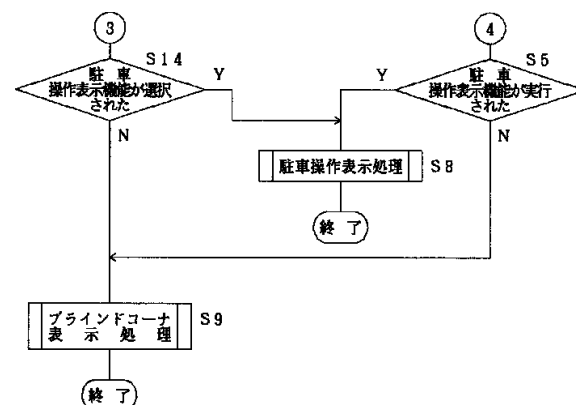 3
4
S14
S5
駐車
操作表示機能が選択
された
Y
N
駐車
操作表示機能が実行
された
Y
N
駐車操作表示処理
S8
終了
ブラインドコーナ
表示処理
S9
終了